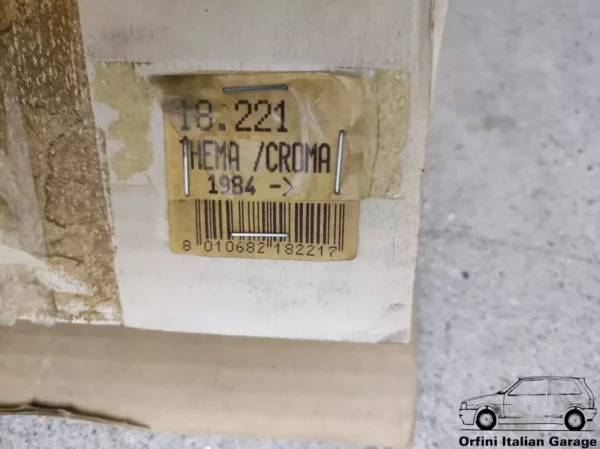 18.221
THEMA /CROMA
1984 ->
8 010682 182217
Orfini Italian Garage